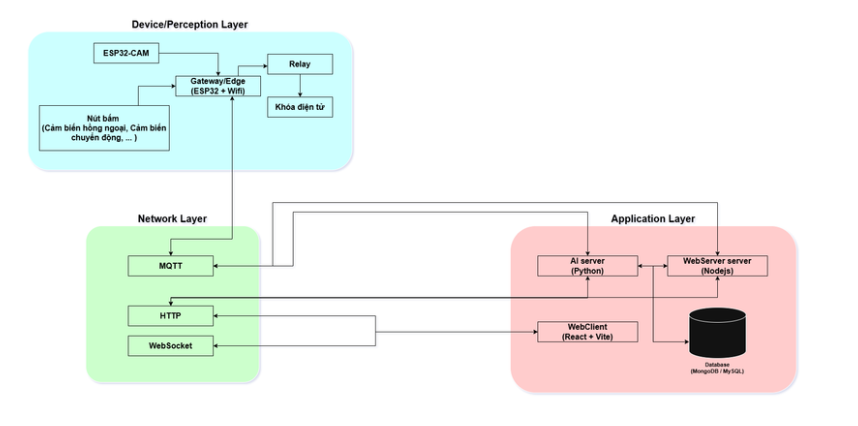 Device/Perception Layer
ESP32-CAM
Relay
Gateway/Edge
(ESP32 + Wifi)
Khóa điện tử
Nút bấm
(Cảm biến hồng ngoại, Cảm biến
chuyển động, ... )
Network Layer
Application Layer
MQTT
AI server
(Python)
WebServer server
(Nodejs)
HTTP
WebSocket
WebClient
(React + Vite)
Database
(MongoDB / MySQL)